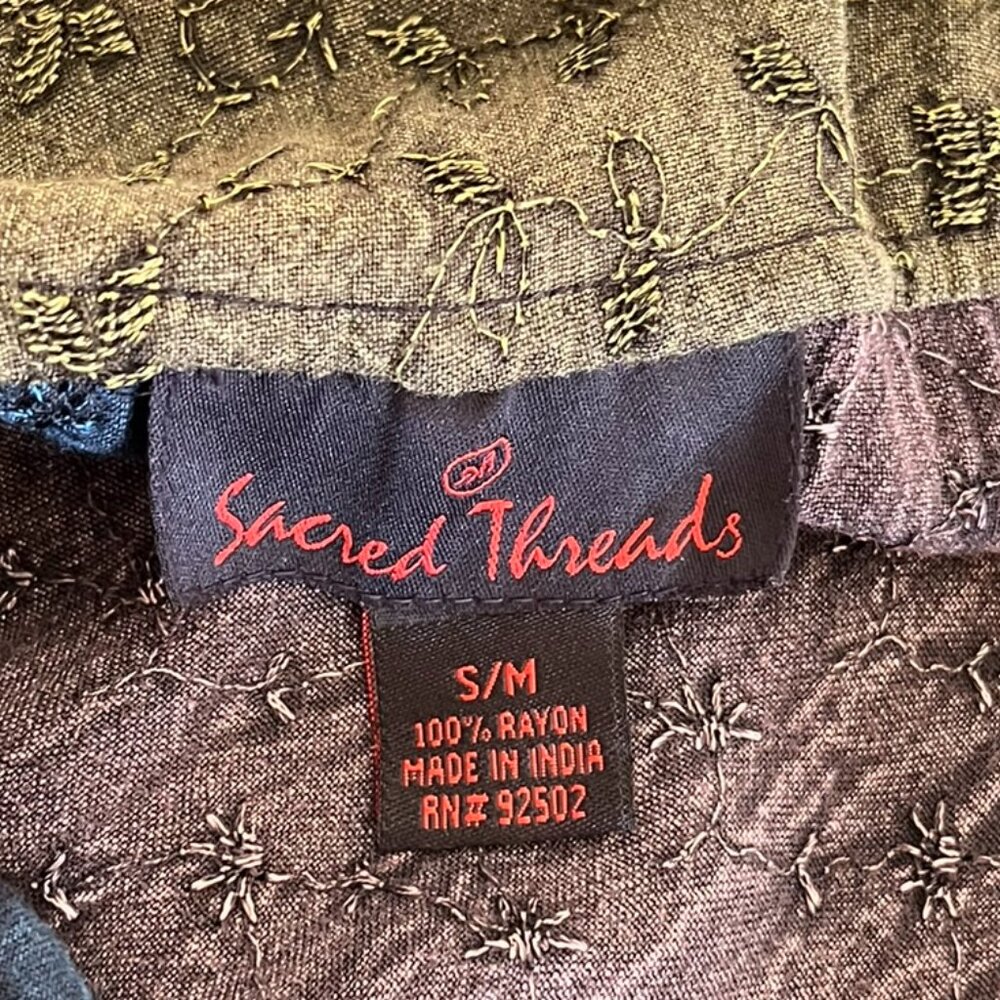 Sacred Threads
S/M
100% RAYON
MADE IN INDIA
RN# 92502